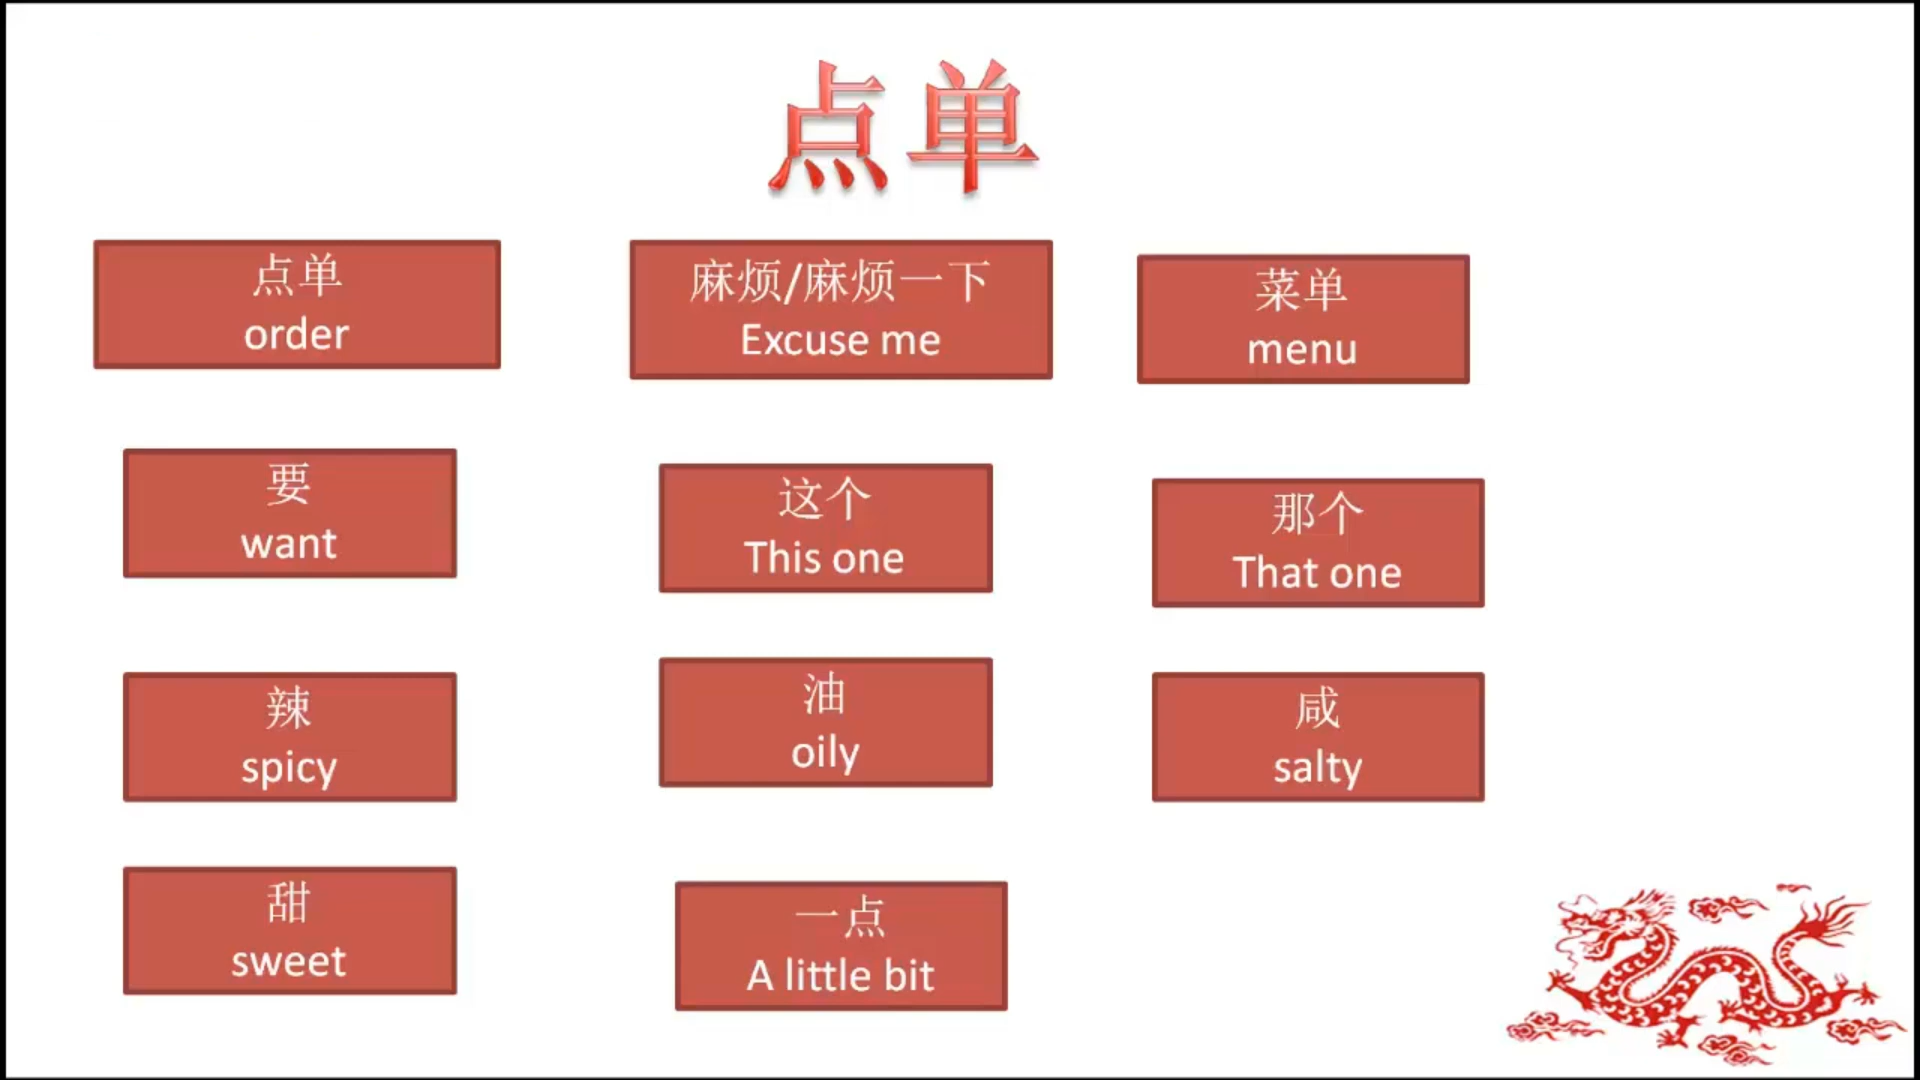 点单
点单
order
麻烦/麻烦一下
Excuse me
菜单
menu
要
want
这个
This one
那个
That one
辣
spicy
油
oily
咸
salty
甜
sweet
一点
A little bit